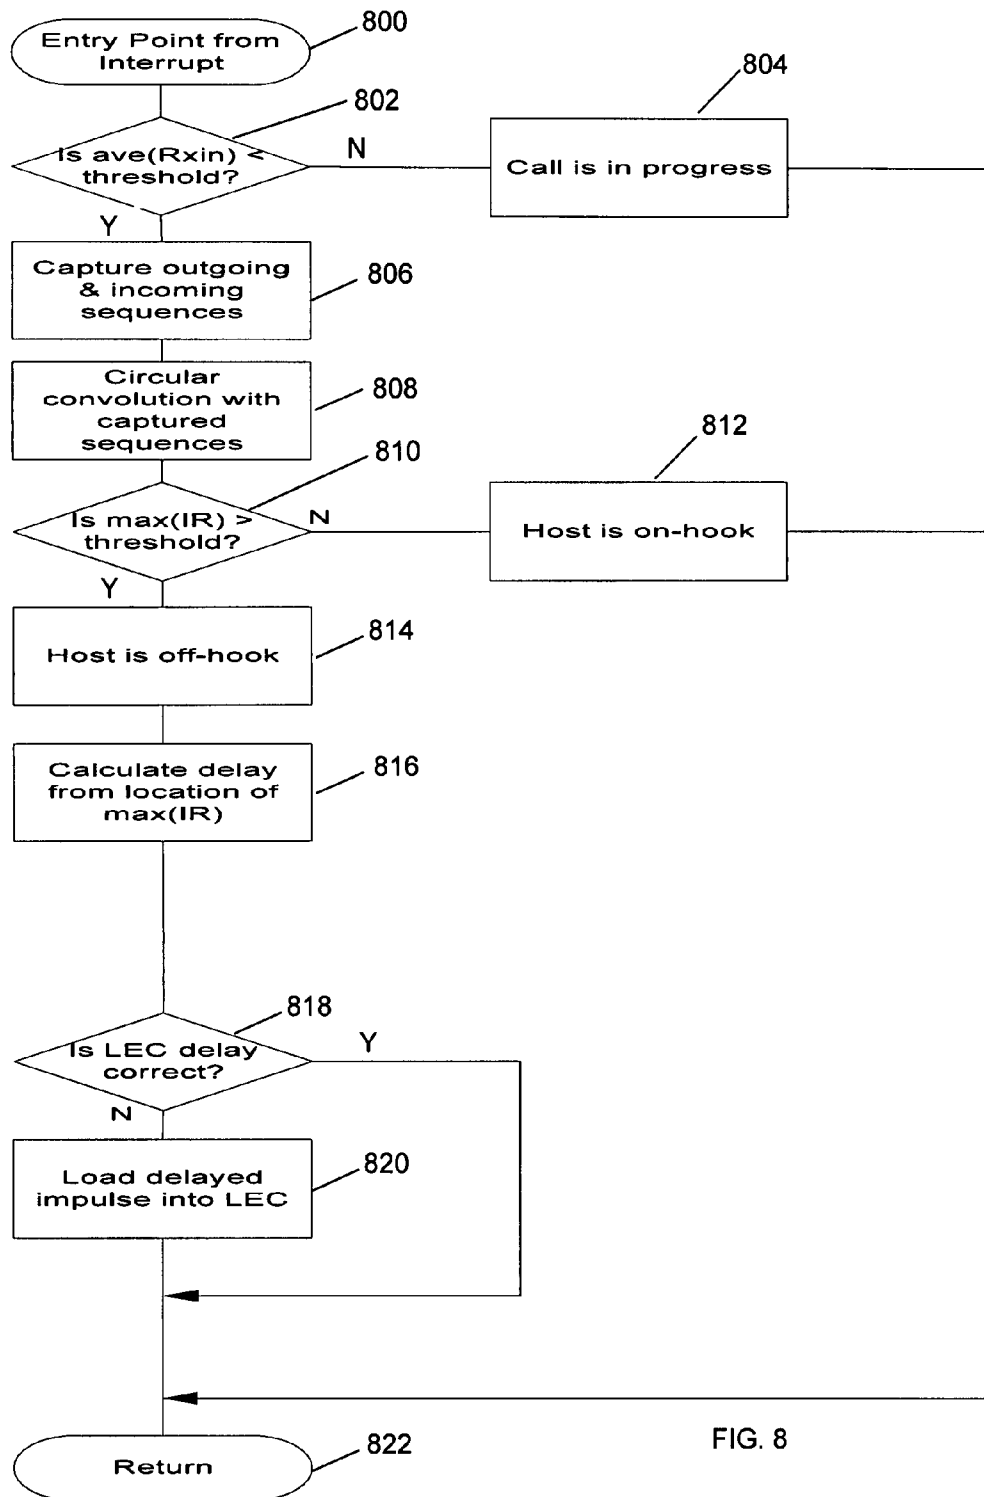 Entry Point from
Interrupt
800
802
Is ave(Rxin) <
threshold?
N
Y
804
Call is in progress
Capture outgoing
& incoming
sequences
806
Circular
convolution with
captured
sequences
808
810
Is max(IR) >
threshold?
N
Y
812
Host is on-hook
Host is off-hook
814
Calculate delay
from location of
max(IR)
816
818
Is LEC delay
correct?
Y
N
Load delayed
impulse into LEC
820
Return
822
FIG. 8